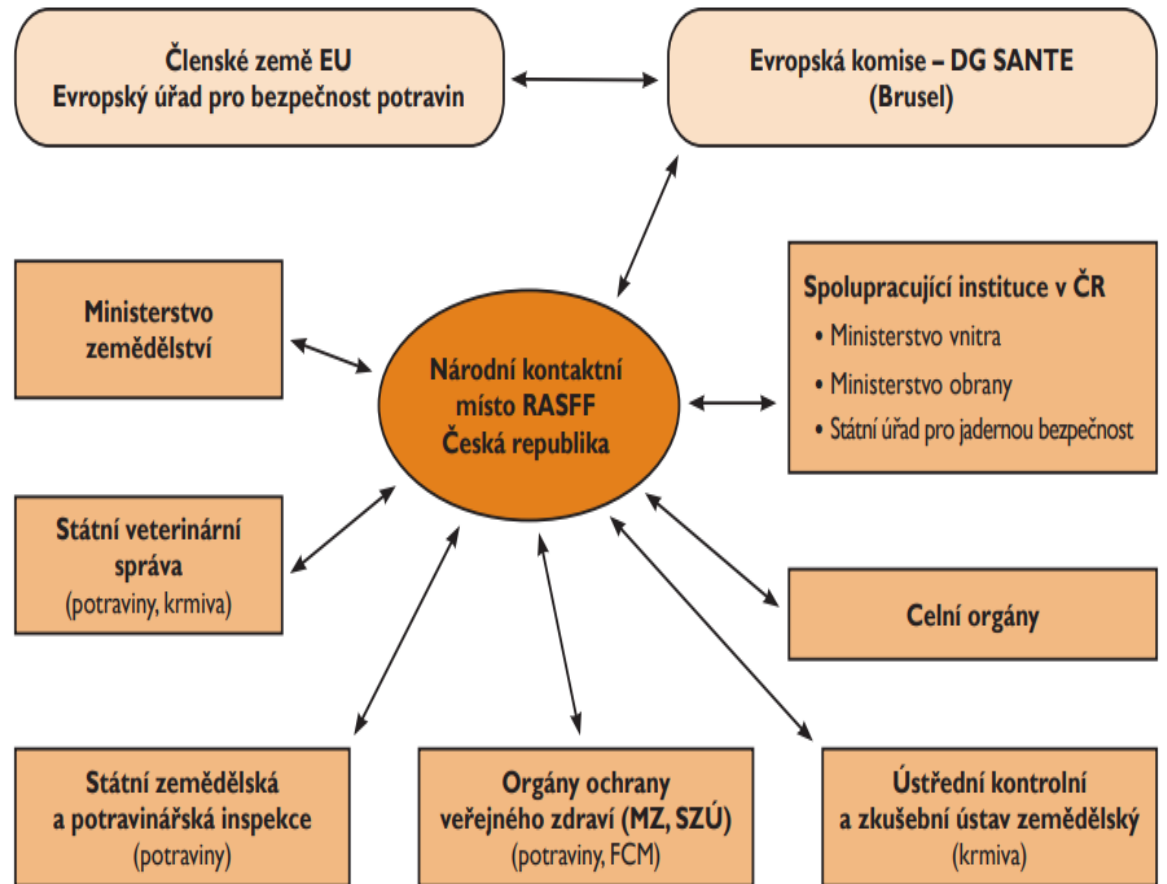 Členské země EU
Evropský úřad pro bezpečnost potravin
Evropská komise – DG SANTE
(Brusel)
Ministerstvo
zemědělství
Národní kontaktní
místo RASFF
Česká republika
Spolupracující instituce v ČR
• Ministerstvo vnitra
• Ministerstvo obrany
• Státní úřad pro jadernou bezpečnost
Státní veterinární
správa
(potraviny, krmiva)
Celní orgány
Státní zemědělská
a potravinářská inspekce
(potraviny)
Orgány ochrany
veřejného zdraví (MZ, SZÚ)
(potraviny, FCM)
Ústřední kontrolní
a zkušební ústav zemědělský
(krmiva)